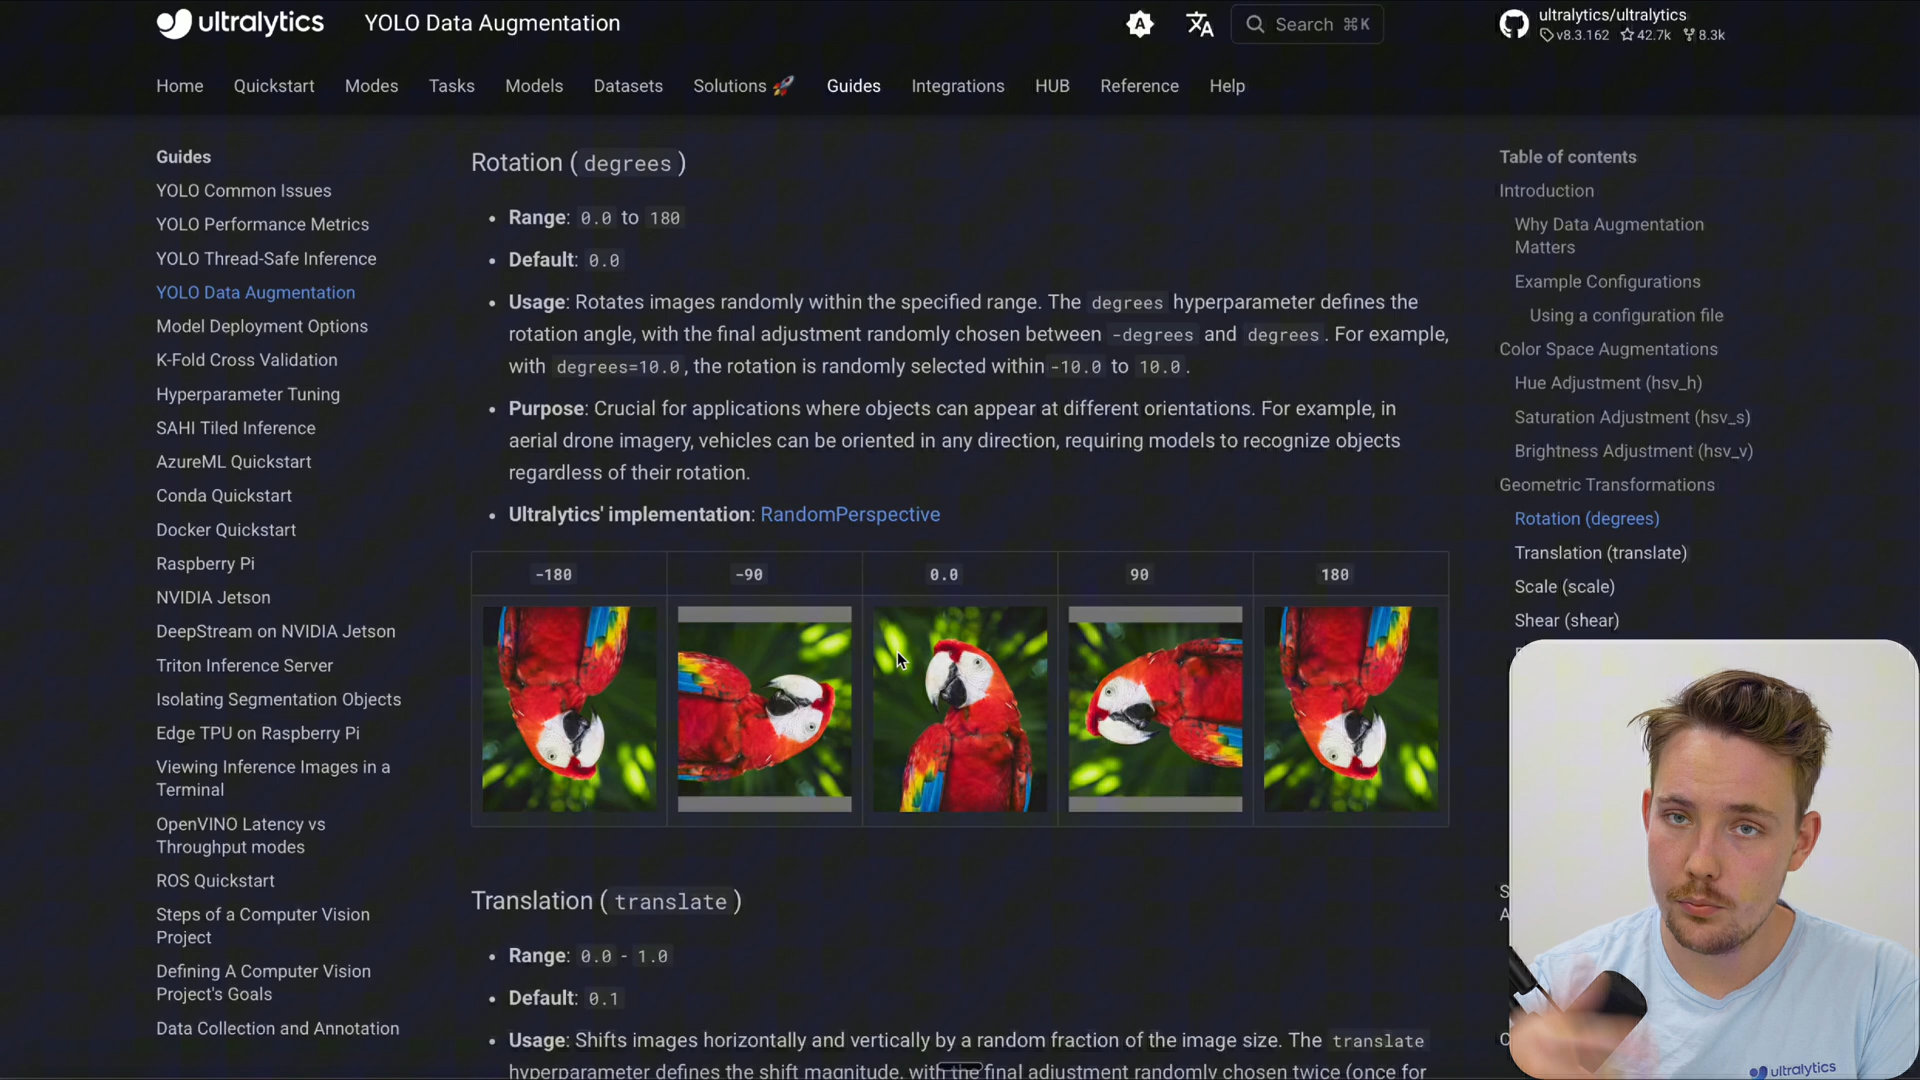 ultralytics
YOLO Data Augmentation
A
Search ⌘K
ultralytics/ultralytics
v8.3.162 42.7k 8.3k
Home Quickstart Modes Tasks Models Datasets Solutions 🚀 Guides Integrations HUB Reference Help
Guides
YOLO Common Issues
YOLO Performance Metrics
YOLO Thread-Safe Inference
YOLO Data Augmentation
Model Deployment Options
K-Fold Cross Validation
Hyperparameter Tuning
SAHI Tiled Inference
AzureML Quickstart
Conda Quickstart
Docker Quickstart
Raspberry Pi
NVIDIA Jetson
DeepStream on NVIDIA Jetson
Triton Inference Server
Isolating Segmentation Objects
Edge TPU on Raspberry Pi
Viewing Inference Images in a
Terminal
OpenVINO Latency vs
Throughput modes
ROS Quickstart
Steps of a Computer Vision
Project
Defining A Computer Vision
Project's Goals
Data Collection and Annotation
Rotation ( degrees )
• Range: 0.0 to 180
• Default: 0.0
• Usage: Rotates images randomly within the specified range. The degrees hyperparameter defines the
rotation angle, with the final adjustment randomly chosen between -degrees and degrees. For example,
with degrees=10.0, the rotation is randomly selected within -10.0 to 10.0.
• Purpose: Crucial for applications where objects can appear at different orientations. For example, in
aerial drone imagery, vehicles can be oriented in any direction, requiring models to recognize objects
regardless of their rotation.
• Ultralytics' implementation: RandomPerspective
-180 -90 0.0 90 180
Translation ( translate )
• Range: 0.0 - 1.0
• Default: 0.1
• Usage: Shifts images horizontally and vertically by a random fraction of the image size. The translate
hyperparameter defines the shift magnitude, with the final adjustment randomly chosen twice (once for
Table of contents
Introduction
Why Data Augmentation
Matters
Example Configurations
Using a configuration file
Color Space Augmentations
Hue Adjustment (hsv_h)
Saturation Adjustment (hsv_s)
Brightness Adjustment (hsv_v)
Geometric Transformations
Rotation (degrees)
Translation (translate)
Scale (scale)
Shear (shear)
ultralytics